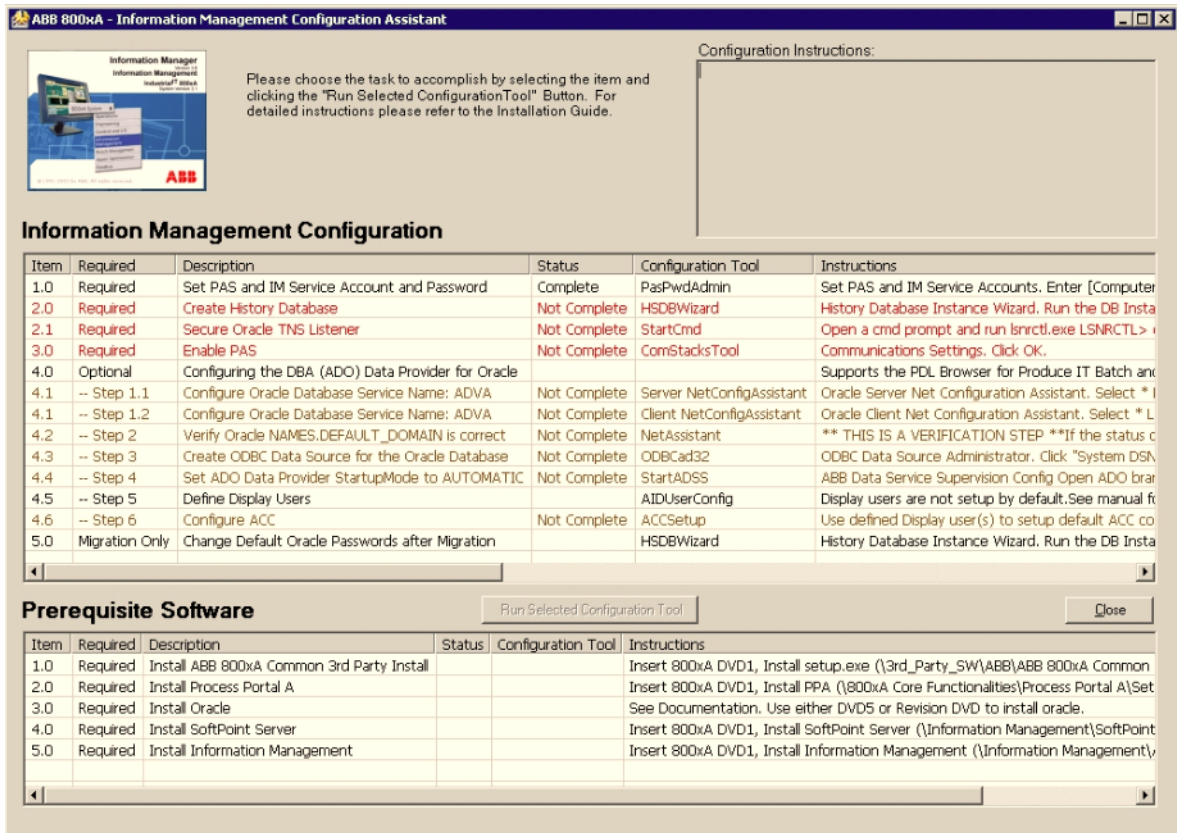 ABB 800xA - Information Management Configuration Assistant
Information Manager
Information Management
Industrial IT 800xA
System Version 3.1
ABB
Please choose the task to accomplish by selecting the item and
clicking the "Run Selected ConfigurationTool" Button. For
detailed instructions please refer to the Installation Guide.
Configuration Instructions:
Information Management Configuration
Item Required Description Status Configuration Tool Instructions
1.0 Required Set PAS and IM Service Account and Password Complete PasPwdAdmin Set PAS and IM Service Accounts. Enter [Computer
2.0 Required Create History Database Not Complete HSDBWizard History Database Instance Wizard. Run the DB Insta
2.1 Required Secure Oracle TNS Listener Not Complete StartCmd Open a cmd prompt and run lsnrctl.exe LSNRCTL>
3.0 Required Enable PAS Not Complete ComStacksTool Communications Settings. Click OK.
4.0 Optional Configuring the DBA (ADO) Data Provider for Oracle Supports the PDL Browser for Produce IT Batch and
4.1 -- Step 1.1 Configure Oracle Database Service Name: ADVA Not Complete Server NetConfigAssistant Oracle Server Net Configuration Assistant. Select *
4.1 -- Step 1.2 Configure Oracle Database Service Name: ADVA Not Complete Client NetConfigAssistant Oracle Client Net Configuration Assistant. Select * L
4.2 -- Step 2 Verify Oracle NAMES.DEFAULT_DOMAIN is correct Not Complete NetAssistant ** THIS IS A VERIFICATION STEP **If the status
4.3 -- Step 3 Create ODBC Data Source for the Oracle Database Not Complete ODBCad32 ODBC Data Source Administrator. Click "System DSN
4.4 -- Step 4 Set ADO Data Provider StartupMode to AUTOMATIC Not Complete StartADSS ABB Data Service Supervision Config Open ADO bran
4.5 -- Step 5 Define Display Users AIDUserConfig Display users are not setup by default.See manual fo
4.6 -- Step 6 Configure ACC Not Complete ACCSetup Use defined Display user(s) to setup default ACC co
5.0 Migration Only Change Default Oracle Passwords after Migration HSDBWizard History Database Instance Wizard. Run the DB Insta
Prerequisite Software
Run Selected Configuration Tool
Close
Item Required Description Status Configuration Tool Instructions
1.0 Required Install ABB 800xA Common 3rd Party Install Insert 800xA DVD1, Install setup.exe (\3rd_Party_SW\ABB\ABB 800xA Common
2.0 Required Install Process Portal A Insert 800xA DVD1, Install PPA (\800xA Core Functionalities\Process Portal A\Set
3.0 Required Install Oracle See Documentation. Use either DVD5 or Revision DVD to install oracle.
4.0 Required Install SoftPoint Server Insert 800xA DVD1, Install SoftPoint Server (\Information Management\SoftPoint
5.0 Required Install Information Management Insert 800xA DVD1, Install Information Management (\Information Management\